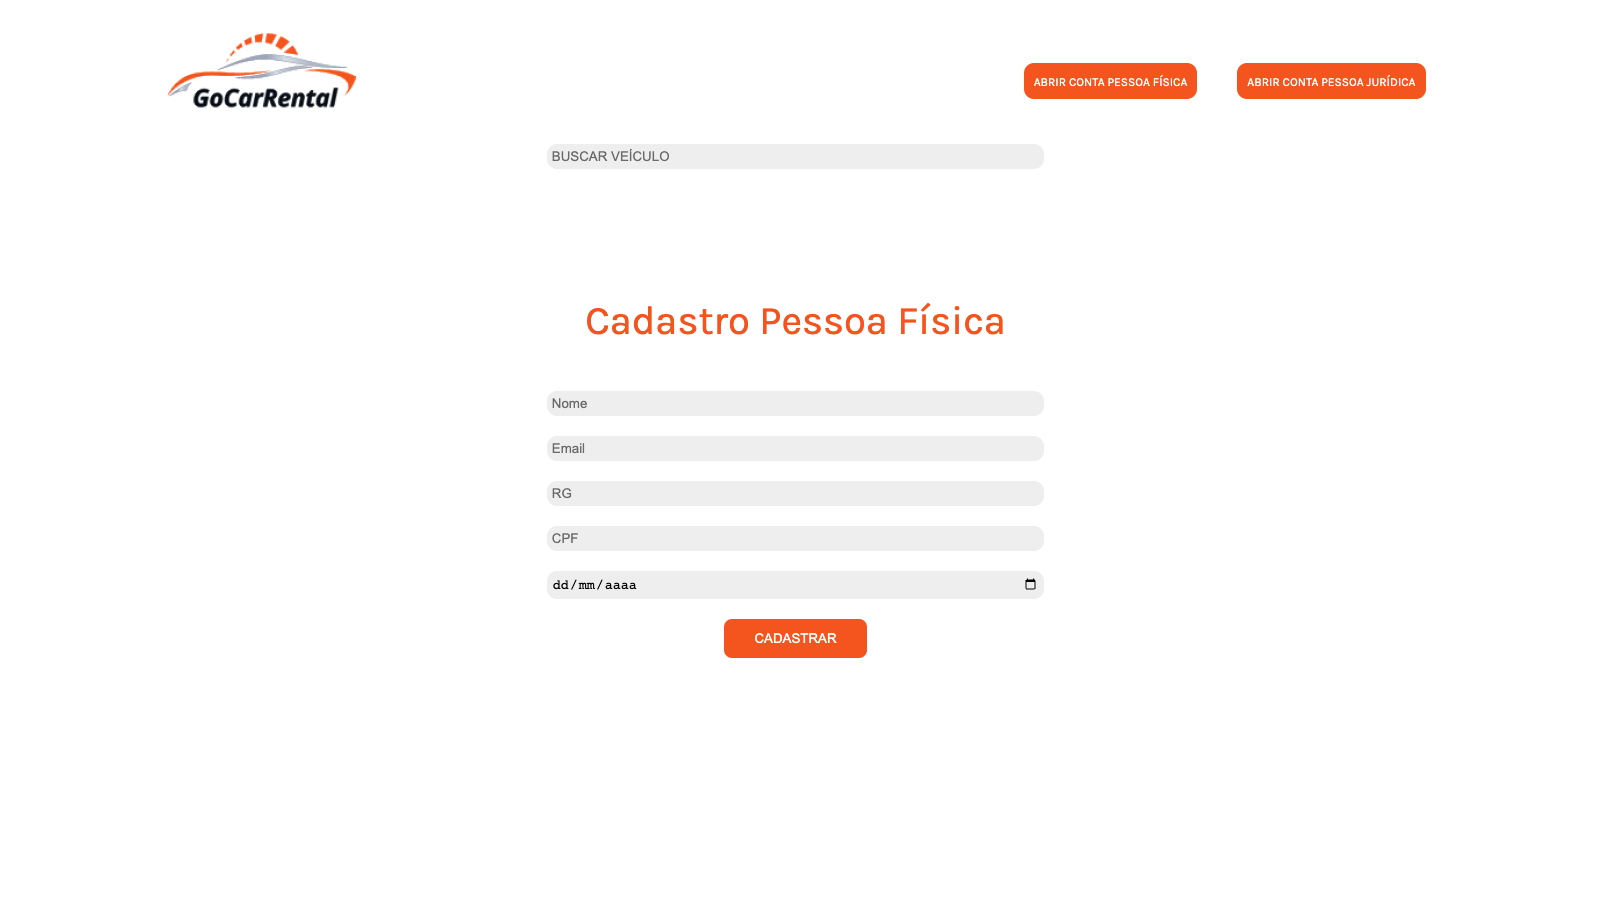 GoCarRental
ABRIR CONTA PESSOA FÍSICA
ABRIR CONTA PESSOA JURÍDICA
BUSCAR VEÍCULO
Cadastro Pessoa Física
Nome
Email
RG
CPF
dd/mm/aaaa
CADASTRAR